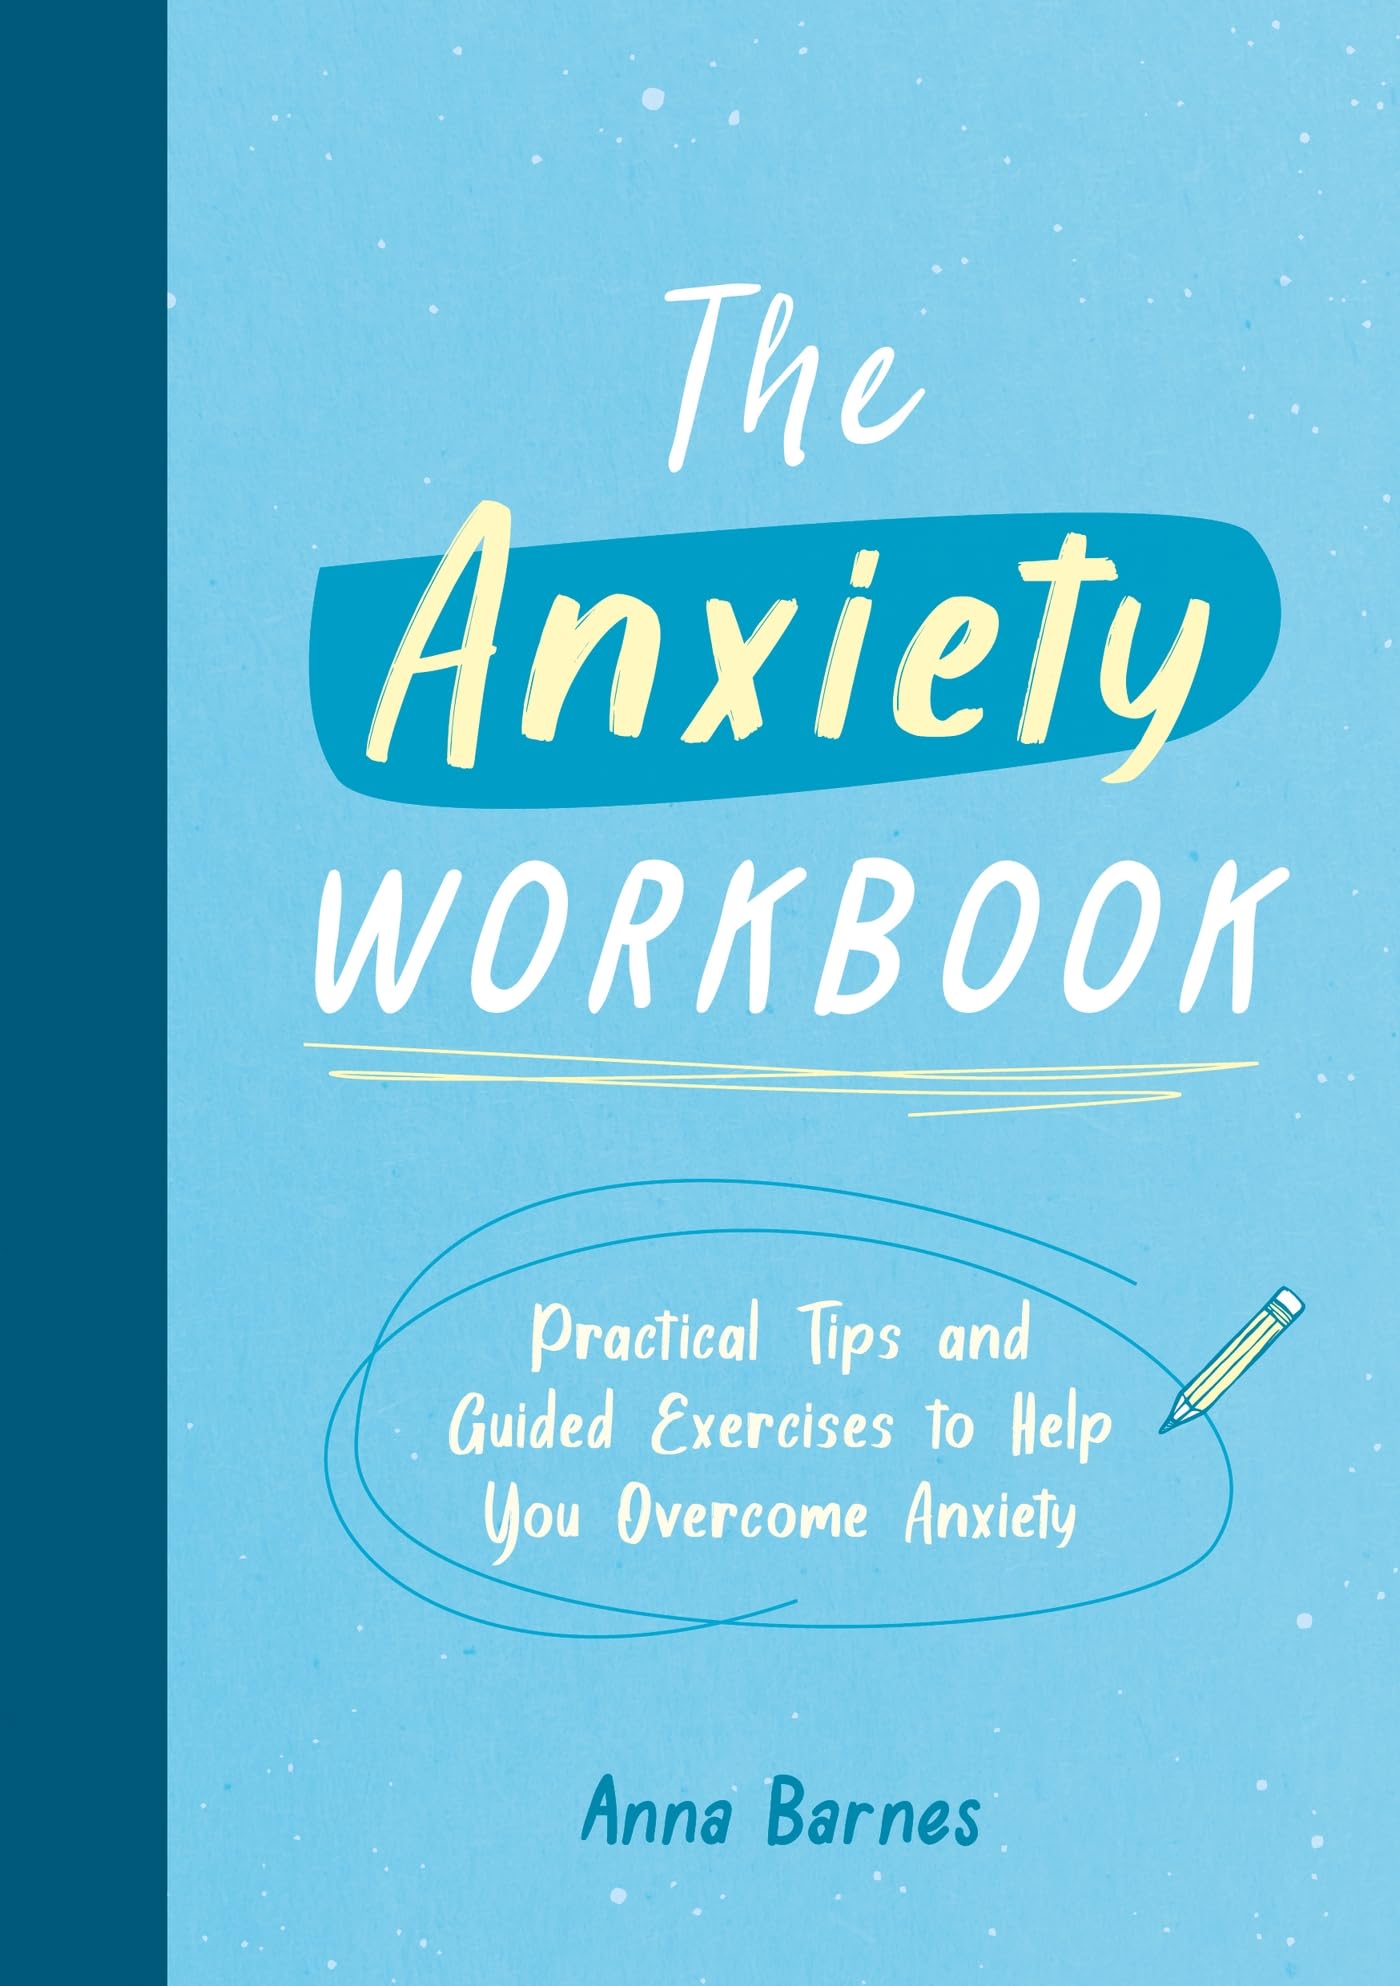 The
Anxiety
WORKBOOK
Practical Tips and
Guided Exercises to Help
You Overcome Anxiety
Anna Barnes